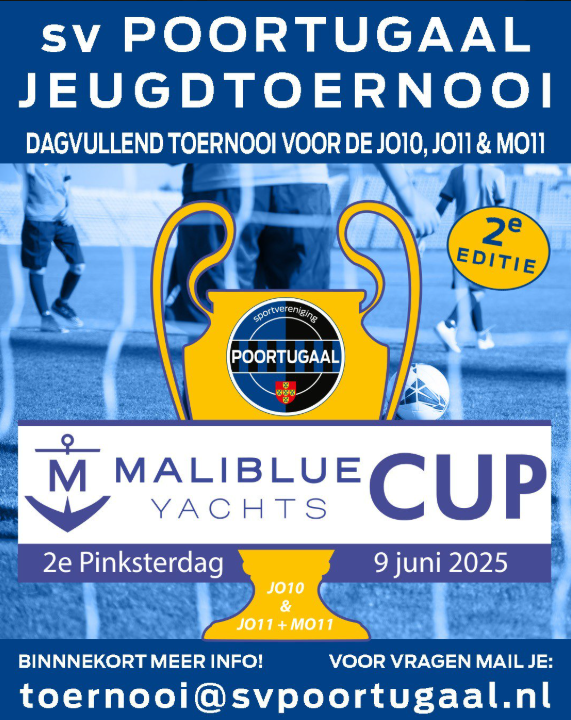 sv POORTUGAAL
JEUGDTOERNOOI
DAGVULLEND TOERNOOI VOOR DE JO10, JO11 & MO11
2e
EDITIE
sportvereniging
POORTUGAAL
M MALIBLUE CUP
YACHTS
2e Pinksterdag 9 juni 2025
JO10
&
JO11 + MO11
BINNNEKORT MEER INFO! VOOR VRAGEN MAIL JE:
toernooi@svpoortugaal.nl